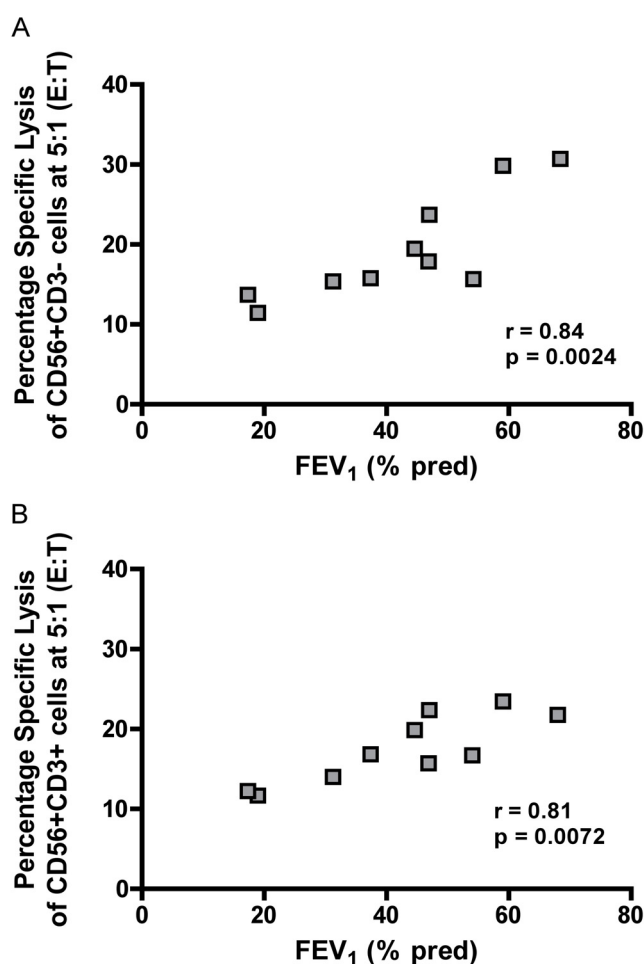 A
Percentage Specific Lysis
of CD56+CD3- cells at 5:1 (E:T)
40
30
20
10
0
0 20 40 60 80
r = 0.84
p = 0.0024
FEV1 (% pred)
B
Percentage Specific Lysis
of CD56+CD3+ cells at 5:1 (E:T)
40
30
20
10
0
0 20 40 60 80
r = 0.81
p = 0.0072
FEV1 (% pred)